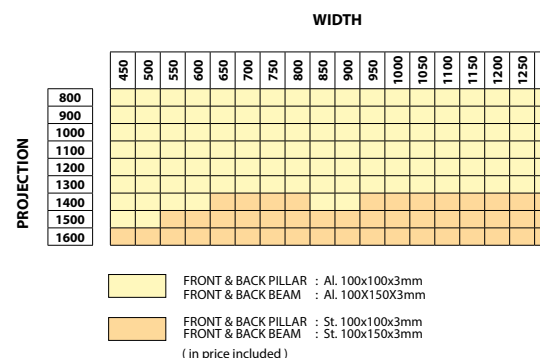 WIDTH
450 500 550 600 650 700 750 800 850 900 950 1000 1050 1100 1150 1200 1250
PROJECTION
800
900
1000
1100
1200
1300
1400
1500
1600
FRONT & BACK PILLAR : Al. 100x100x3mm
FRONT & BACK BEAM : Al. 100X150X3mm
FRONT & BACK PILLAR : St. 100x100x3mm
FRONT & BACK BEAM : St. 100x150x3mm
( in price included )